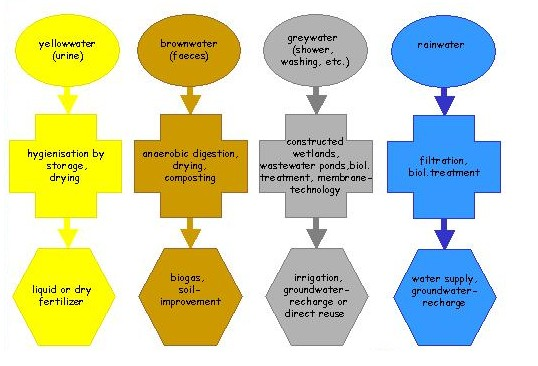 yellowwater
(urine)
brownwater
(faeces)
greywater
(shower,
washing, etc.)
rainwater
hygienisation by
storage,
drying
anaerobic digestion,
drying,
composting
constructed
wetlands,
wastewater ponds,biol.
treatment, membrane-
technology
filtration,
biol.treatment
liquid or dry
fertilizer
biogas,
soil-
improvement
irrigation,
groundwater-
recharge or
direct reuse
water supply,
groundwater-
recharge